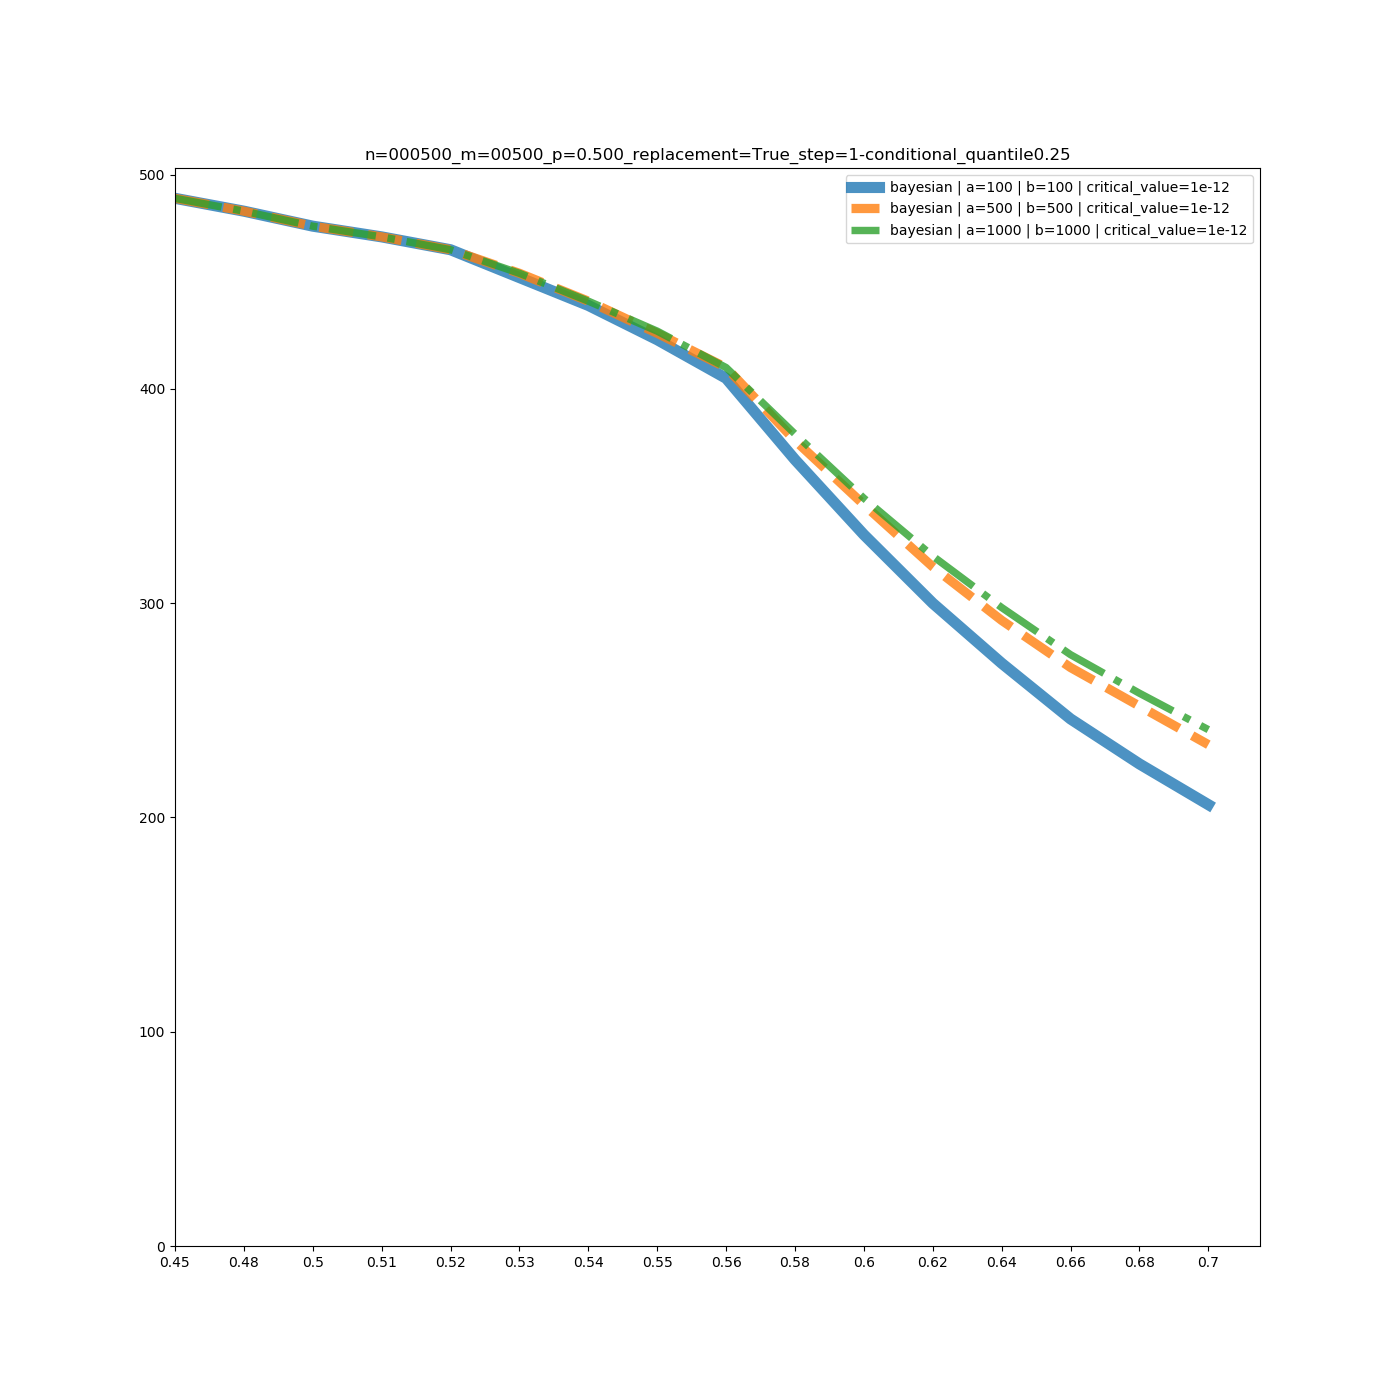 n=000500_m=00500_p=0.500_replacement=True_step=1-conditional_quantile0.25
bayesian | a=100 | b=100 | critical_value=1e-12
bayesian | a=500 | b=500 | critical_value=1e-12
bayesian | a=1000 | b=1000 | critical_value=1e-12
500
400
300
200
100
0
0.45 0.48 0.5 0.51 0.52 0.53 0.54 0.55 0.56 0.58 0.6 0.62 0.64 0.66 0.68 0.7